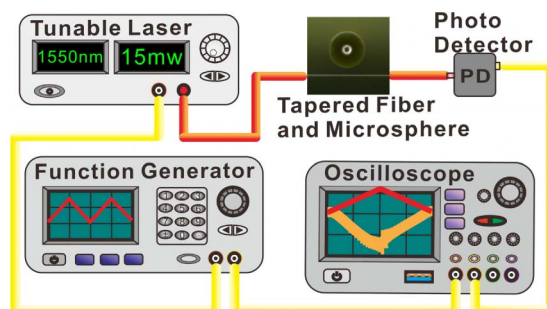 Tunable Laser
1550nm
15mw
Photo
Detector
PD
Tapered Fiber
and Microsphere
Function Generator
Oscilloscope